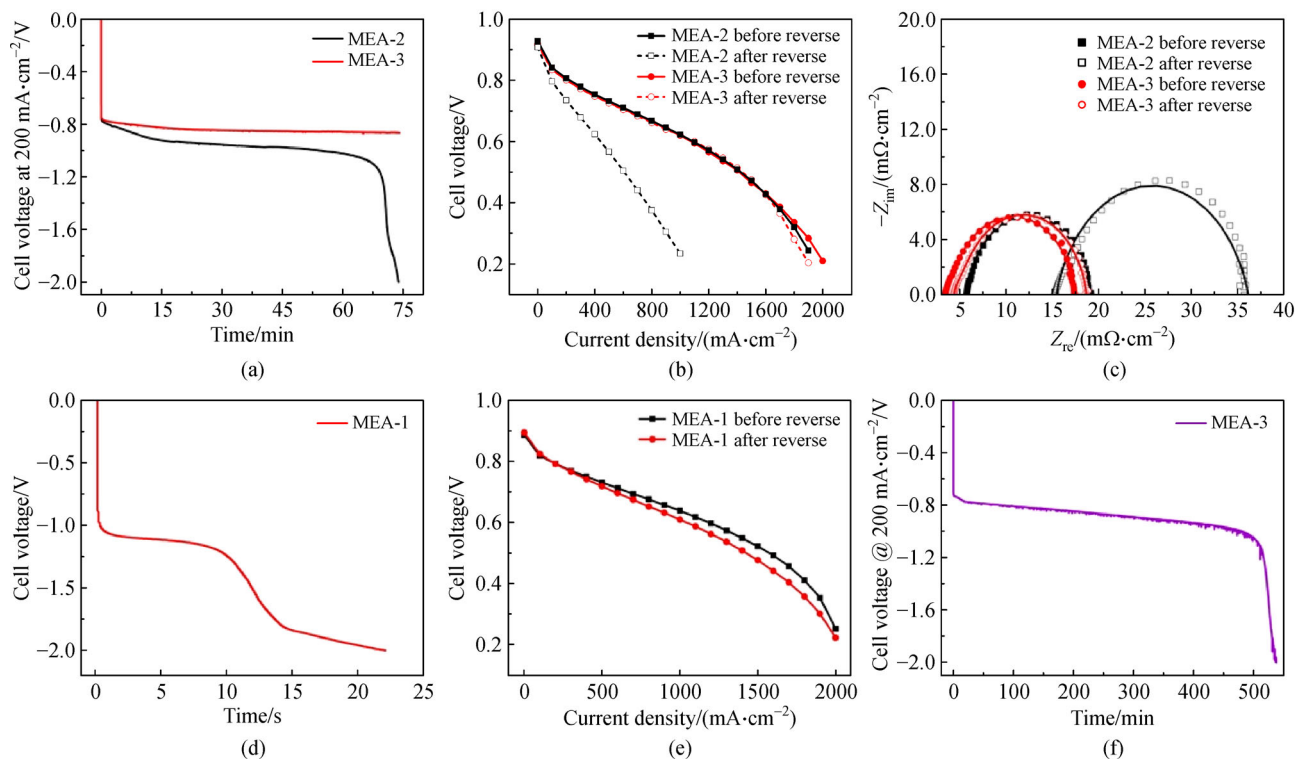 0.0
−0.4
−0.8
−1.2
−1.6
−2.0
Cell voltage at 200 mA·cm−2/V
MEA-2
MEA-3
0 15 30 45 60 75
Time/min
(a)
1.0
0.8
0.6
0.4
0.2
Cell voltage/V
MEA-2 before reverse
MEA-2 after reverse
MEA-3 before reverse
MEA-3 after reverse
0 400 800 1200 1600 2000
Current density/(mA·cm−2)
(b)
20.0
16.0
12.0
8.0
4.0
0.0
−Zim/(mΩ·cm−2)
MEA-2 before reverse
MEA-2 after reverse
MEA-3 before reverse
MEA-3 after reverse
5 10 15 20 25 30 35 40
Zre/(mΩ·cm−2)
(c)
0.0
−0.5
−1.0
−1.5
−2.0
Cell voltage/V
MEA-1
0 5 10 15 20 25
Time/s
(d)
1.0
0.8
0.6
0.4
0.2
Cell voltage/V
MEA-1 before reverse
MEA-1 after reverse
0 500 1000 1500 2000
Current density/(mA·cm−2)
(e)
0.0
−0.4
−0.8
−1.2
−1.6
−2.0
Cell voltage @ 200 mA·cm−2/V
MEA-3
0 100 200 300 400 500
Time/min
(f)